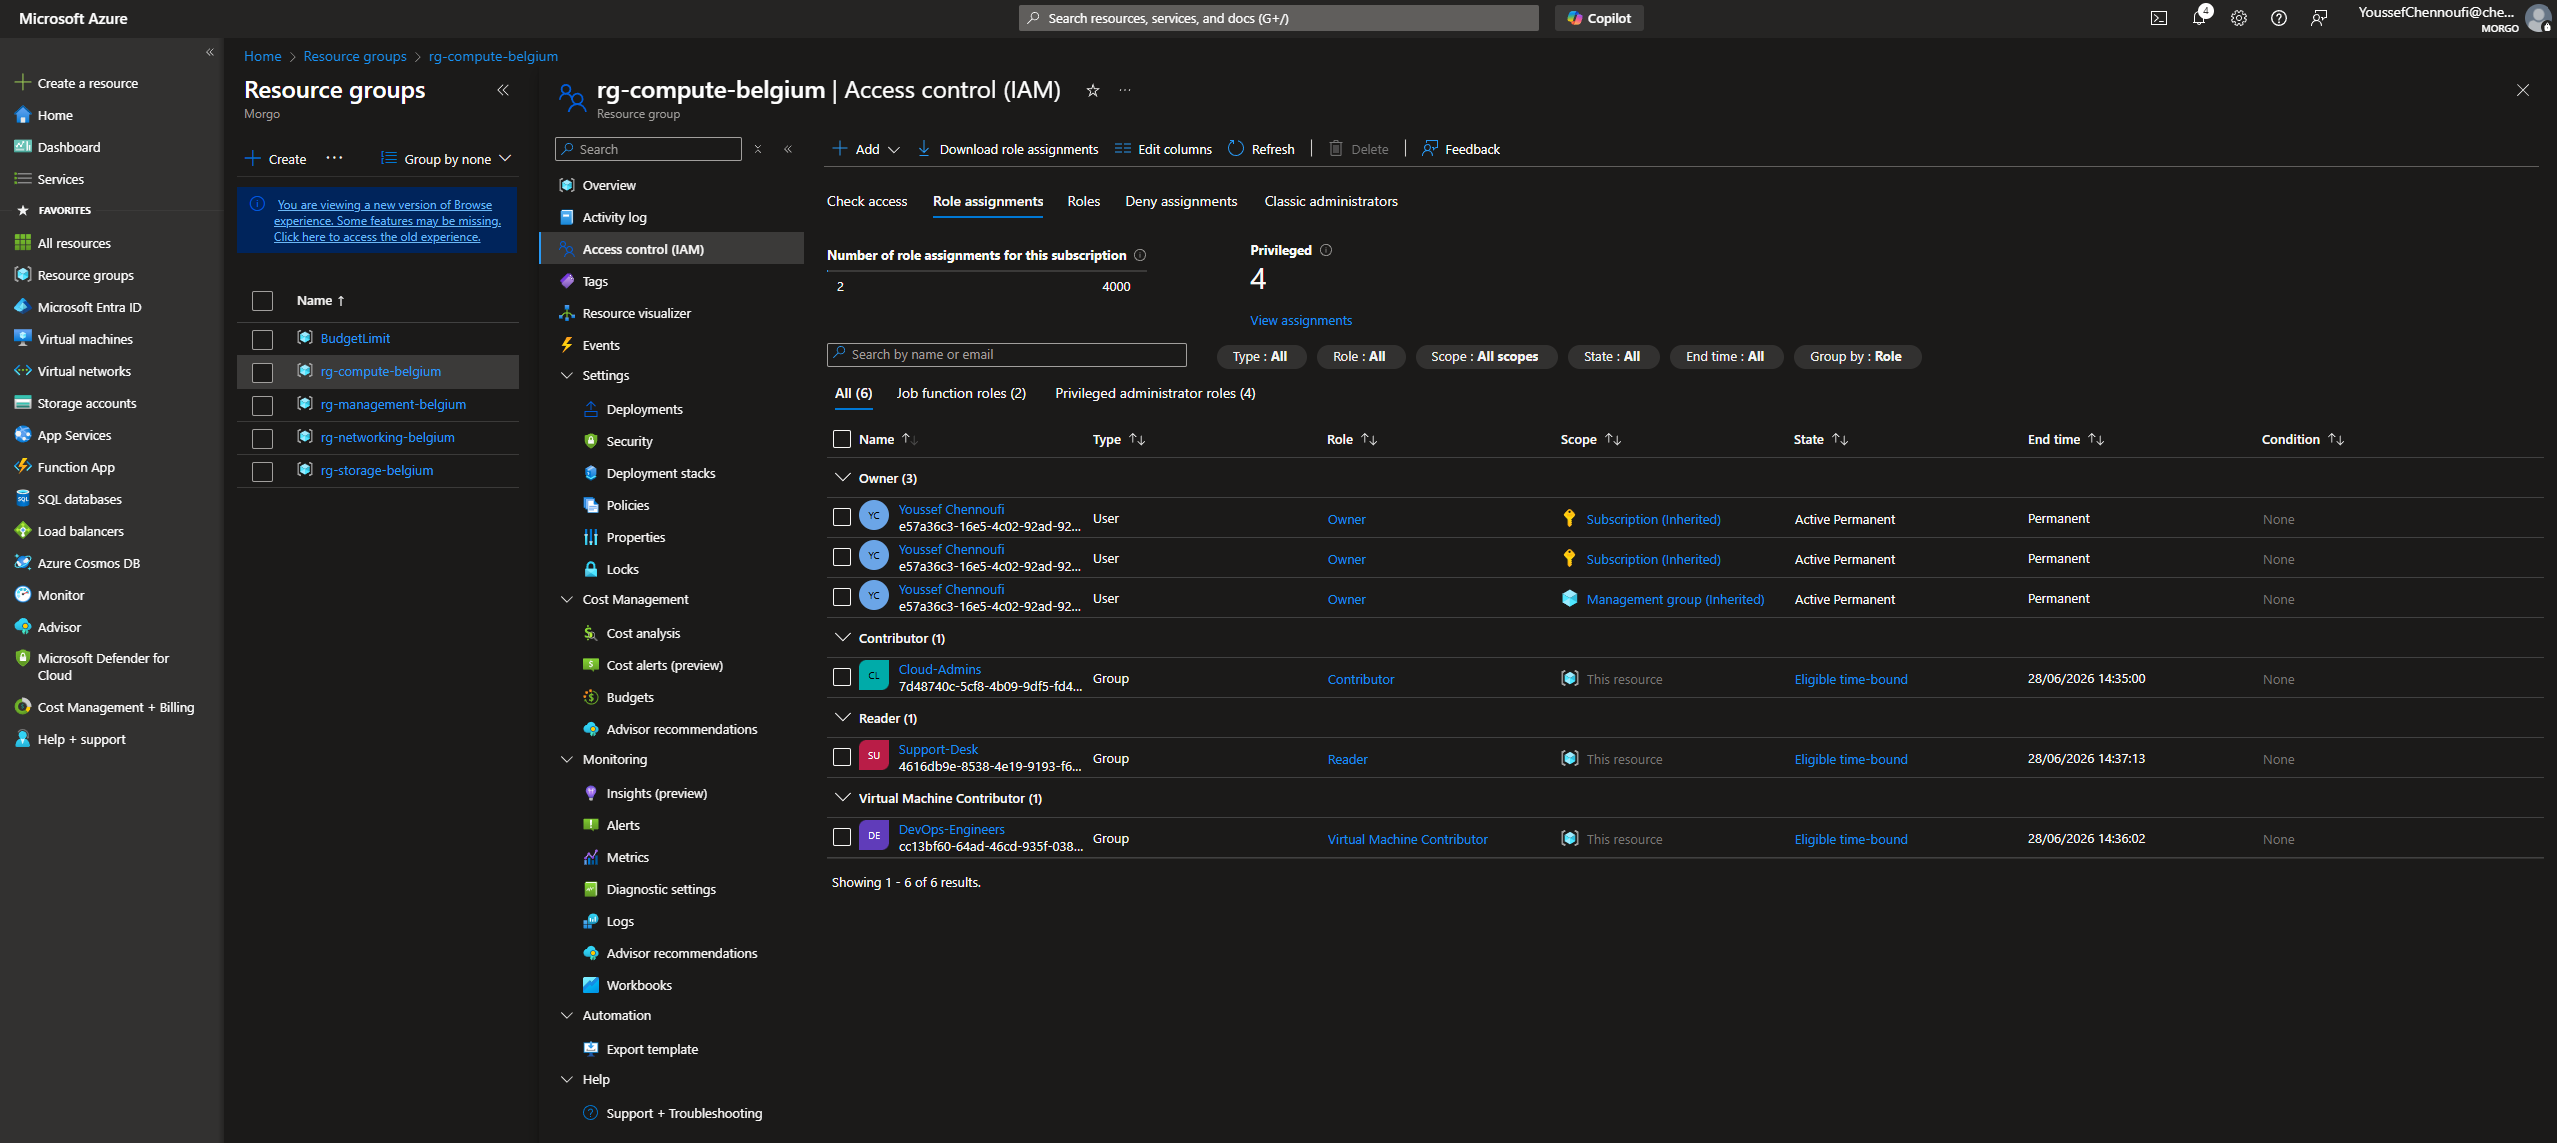 Microsoft Azure
Search resources, services, and docs (G+/)
Copilot
4
YoussefChennoufi@che...
MORGO
Create a resource
Home
Dashboard
Services
FAVORITES
All resources
Resource groups
Microsoft Entra ID
Virtual machines
Virtual networks
Storage accounts
App Services
Function App
SQL databases
Load balancers
Azure Cosmos DB
Monitor
Advisor
Microsoft Defender for
Cloud
Cost Management + Billing
Help + support
Home > Resource groups > rg-compute-belgium
Resource groups
Morgo
Create
Group by none
You are viewing a new version of Browse
experience. Some features may be missing.
Click here to access the old experience.
Name ↑
BudgetLimit
rg-compute-belgium
rg-management-belgium
rg-networking-belgium
rg-storage-belgium
rg-compute-belgium | Access control (IAM)
Resource group
Search
Overview
Activity log
Access control (IAM)
Tags
Resource visualizer
Events
Settings
Deployments
Security
Deployment stacks
Policies
Properties
Locks
Cost Management
Cost analysis
Cost alerts (preview)
Budgets
Advisor recommendations
Monitoring
Insights (preview)
Alerts
Metrics
Diagnostic settings
Logs
Advisor recommendations
Workbooks
Automation
Export template
Help
Support + Troubleshooting
Add Download role assignments Edit columns Refresh Delete Feedback
Check access Role assignments Roles Deny assignments Classic administrators
Number of role assignments for this subscription
2 4000
Privileged
4
View assignments
Search by name or email
Type : All Role : All Scope : All scopes State : All End time : All Group by : Role
All (6) Job function roles (2) Privileged administrator roles (4)
Name Type Role Scope State End time Condition
Owner (3)
YC Youssef Chennoufi
e57a36c3-16e5-4c02-92ad-92... User Owner Subscription (Inherited) Active Permanent Permanent None
YC Youssef Chennoufi
e57a36c3-16e5-4c02-92ad-92... User Owner Subscription (Inherited) Active Permanent Permanent None
YC Youssef Chennoufi
e57a36c3-16e5-4c02-92ad-92... User Owner Management group (Inherited) Active Permanent Permanent None
Contributor (1)
CL Cloud-Admins
7d48740c-5cf8-4b09-9df5-fd4... Group Contributor This resource Eligible time-bound 28/06/2026 14:35:00 None
Reader (1)
SU Support-Desk
4616db9e-8538-4e19-9193-f6... Group Reader This resource Eligible time-bound 28/06/2026 14:37:13 None
Virtual Machine Contributor (1)
DE DevOps-Engineers
cc13bf60-64ad-46cd-935f-038... Group Virtual Machine Contributor This resource Eligible time-bound 28/06/2026 14:36:02 None
Showing 1 - 6 of 6 results.